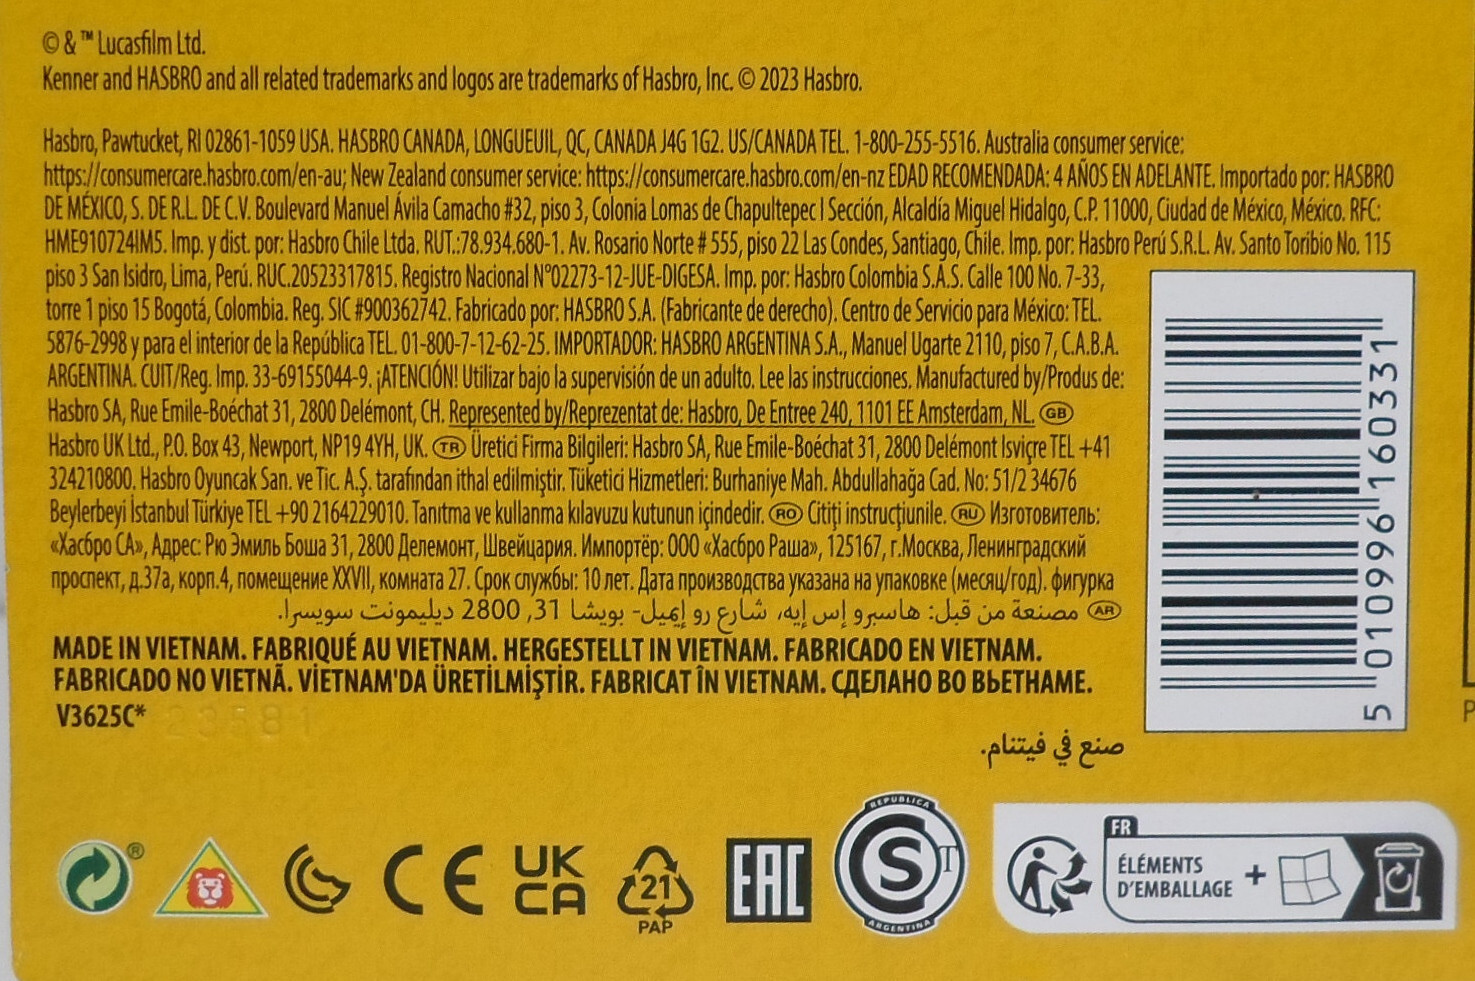 © & ™ Lucasfilm Ltd.
Kenner and HASBRO and all related trademarks and logos are trademarks of Hasbro, Inc. © 2023 Hasbro.
Hasbro, Pawtucket, RI 02861-1059 USA. HASBRO CANADA, LONGUEUIL, QC, CANADA J4G 1G2. US/CANADA TEL. 1-800-255-5516. Australia consumer service:
https://consumercare.hasbro.com/en-au; New Zealand consumer service: https://consumercare.hasbro.com/en-nz EDAD RECOMENDADA: 4 AÑOS EN ADELANTE. Importado por: HASBRO
DE MÉXICO, S. DE R.L. DE C.V. Boulevard Manuel Ávila Camacho #32, piso 3, Colonia Lomas de Chapultepec I Sección, Alcaldía Miguel Hidalgo, C.P. 11000, Ciudad de México, México. RFC:
HME910724IM5. Imp. y dist. por: Hasbro Chile Ltda. RUT.:78.934.680-1. Av. Rosario Norte # 555, piso 22 Las Condes, Santiago, Chile. Imp. por: Hasbro Perú S.R.L. Av. Santo Toribio No. 115
piso 3 San Isidro, Lima, Perú. RUC.20523317815. Registro Nacional N°02273-12-JUE-DIGESA. Imp. por: Hasbro Colombia S.A.S. Calle 100 No. 7-33,
torre 1 piso 15 Bogotá, Colombia. Reg. SIC #900362742. Fabricado por: HASBRO S.A. (Fabricante de derecho). Centro de Servicio para México: TEL.
5876-2998 y para el interior de la República TEL. 01-800-7-12-62-25. IMPORTADOR: HASBRO ARGENTINA S.A., Manuel Ugarte 2110, piso 7, C.A.B.A.
ARGENTINA. CUIT/Reg. Imp. 33-69155044-9. ¡ATENCIÓN! Utilizar bajo la supervisión de un adulto. Lee las instrucciones. Manufactured by/Produs de:
Hasbro SA, Rue Emile-Boéchat 31, 2800 Delémont, CH. Represented by/Reprezentat de: Hasbro, De Entree 240, 1101 EE Amsterdam, NL. GB
Hasbro UK Ltd., P.O. Box 43, Newport, NP19 4YH, UK. TR Üretici Firma Bilgileri: Hasbro SA, Rue Emile-Boéchat 31, 2800 Delémont Isviçre TEL +41
324210800. Hasbro Oyuncak San. ve Tic. A.Ş. tarafından ithal edilmiştir. Tüketici Hizmetleri: Burhaniye Mah. Abdullahağa Cad. No: 51/2 34676
Beylerbeyi İstanbul Türkiye TEL +90 2164229010. Tanıtma ve kullanma kılavuzu kutunun içindedir. RO Citiți instrucțiunile. RU Изготовитель:
«Хасбро СА», Адрес: Рю Эмиль Боша 31, 2800 Делемонт, Швейцария. Импортёр: ООО «Хасбро Раша», 125167, г.Москва, Ленинградский
проспект, д.37а, корп.4, помещение XXVII, комната 27. Срок службы: 10 лет. Дата производства указана на упаковке (месяц/год). фигурка
AR مصنعة من قبل: هاسبرو إس إيه، شارع رو إيميل- بويشا 31, 2800 ديليمونت سويسرا.
MADE IN VIETNAM. FABRIQUÉ AU VIETNAM. HERGESTELLT IN VIETNAM. FABRICADO EN VIETNAM.
FABRICADO NO VIETNÃ. VİETNAM'DA ÜRETİLMİŞTİR. FABRICAT ÎN VIETNAM. СДЕЛАНО ВО ВЬЕТНАМЕ.
V3625C* 23581
صنع في فيتنام.
5 010996 160331
®
CE
UK
CA
21
PAP
EAC
REPUBLICA
S T
ARGENTINA
FR
ÉLÉMENTS
D'EMBALLAGE
+
P